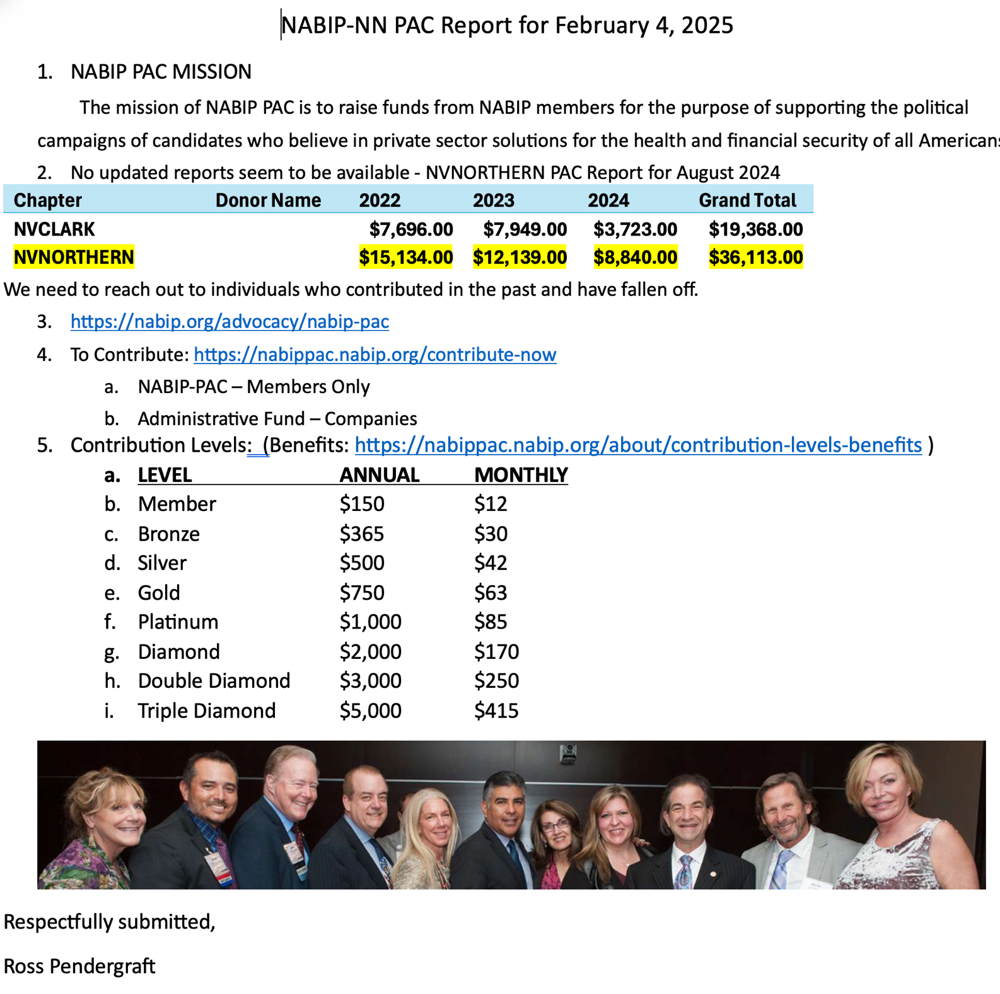 NABIP-NN PAC Report for February 4, 2025
1. NABIP PAC MISSION
The mission of NABIP PAC is to raise funds from NABIP members for the purpose of supporting the political
campaigns of candidates who believe in private sector solutions for the health and financial security of all Americans
2. No updated reports seem to be available - NVNORTHERN PAC Report for August 2024
Chapter Donor Name 2022 2023 2024 Grand Total
NVCLARK $7,696.00 $7,949.00 $3,723.00 $19,368.00
NVNORTHERN $15,134.00 $12,139.00 $8,840.00 $36,113.00
We need to reach out to individuals who contributed in the past and have fallen off.
3. https://nabip.org/advocacy/nabip-pac
4. To Contribute: https://nabippac.nabip.org/contribute-now
a. NABIP-PAC – Members Only
b. Administrative Fund – Companies
5. Contribution Levels: (Benefits: https://nabippac.nabip.org/about/contribution-levels-benefits )
a. LEVEL ANNUAL MONTHLY
b. Member $150 $12
c. Bronze $365 $30
d. Silver $500 $42
e. Gold $750 $63
f. Platinum $1,000 $85
g. Diamond $2,000 $170
h. Double Diamond $3,000 $250
i. Triple Diamond $5,000 $415
Respectfully submitted,
Ross Pendergraft